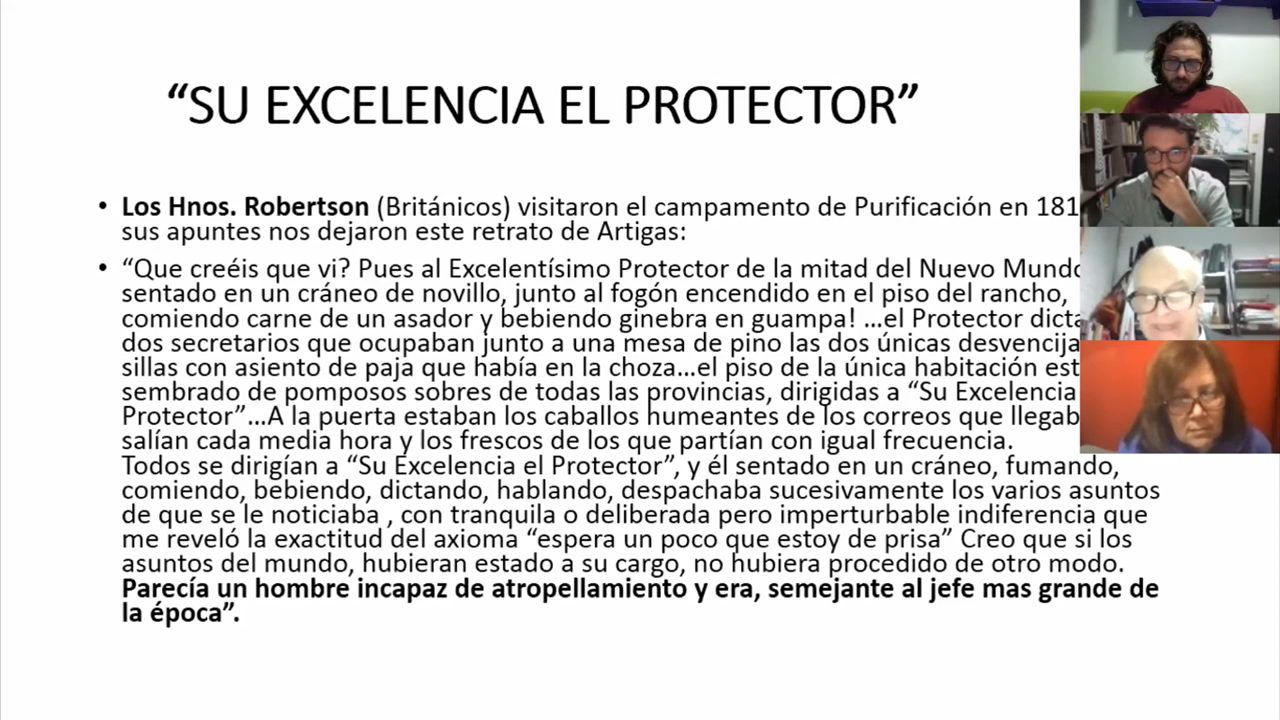 “SU EXCELENCIA EL PROTECTOR”
• Los Hnos. Robertson (Británicos) visitaron el campamento de Purificación en 181
sus apuntes nos dejaron este retrato de Artigas:
• “Que creéis que vi? Pues al Excelentísimo Protector de la mitad del Nuevo Mundo
sentado en un cráneo de novillo, junto al fogón encendido en el piso del rancho,
comiendo carne de un asador y bebiendo ginebra en guampa! …el Protector dicta
dos secretarios que ocupaban junto a una mesa de pino las dos únicas desvencija
sillas con asiento de paja que había en la choza…el piso de la única habitación est
sembrado de pomposos sobres de todas las provincias, dirigidas a “Su Excelencia
Protector”…A la puerta estaban los caballos humeantes de los correos que llegab
salían cada media hora y los frescos de los que partían con igual frecuencia.
Todos se dirigían a “Su Excelencia el Protector”, y él sentado en un cráneo, fumando,
comiendo, bebiendo, dictando, hablando, despachaba sucesivamente los varios asuntos
de que se le noticiaba , con tranquila o deliberada pero imperturbable indiferencia que
me reveló la exactitud del axioma “espera un poco que estoy de prisa” Creo que si los
asuntos del mundo, hubieran estado a su cargo, no hubiera procedido de otro modo.
Parecía un hombre incapaz de atropellamiento y era, semejante al jefe mas grande de
la época”.